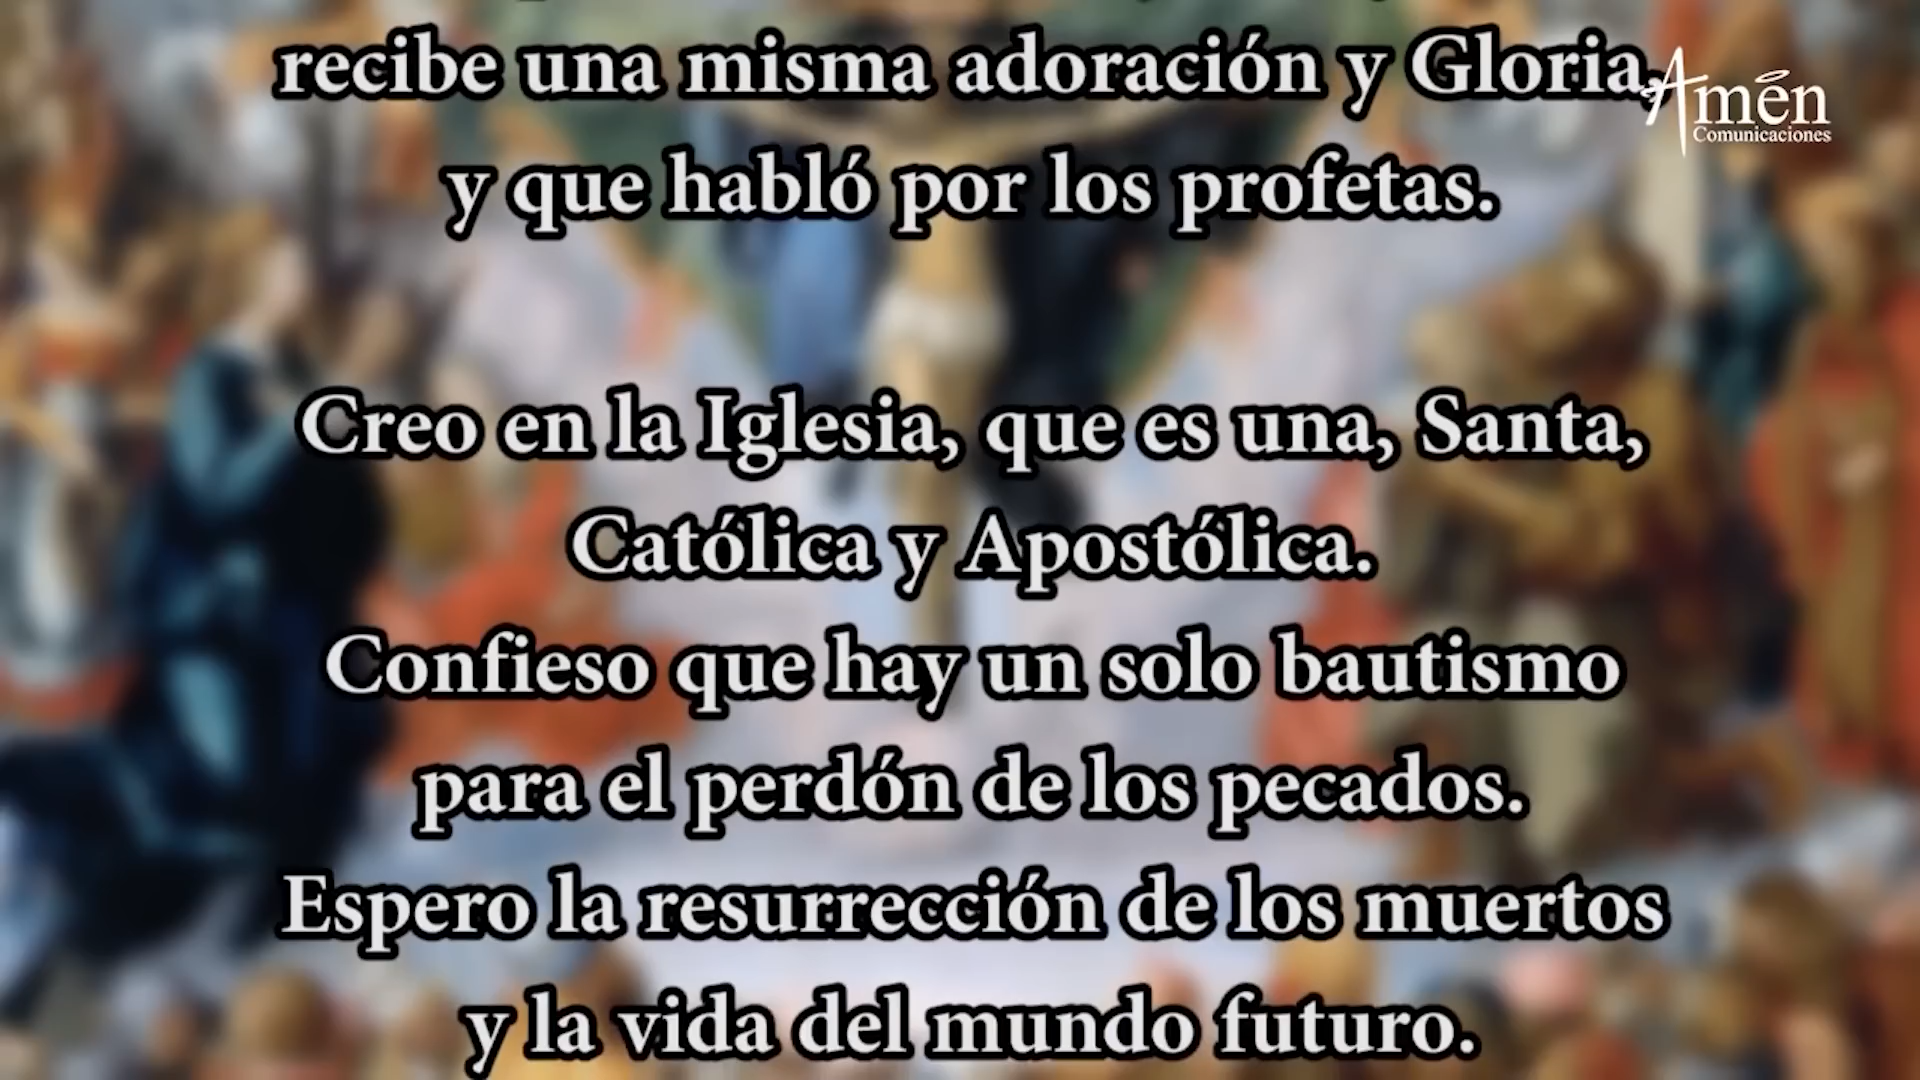 recibe una misma adoración y Gloria,
y que habló por los profetas.
Creo en la Iglesia, que es una, Santa,
Católica y Apostólica.
Confieso que hay un solo bautismo
para el perdón de los pecados.
Espero la resurrección de los muertos
y la vida del mundo futuro.
Amén
Comunicaciones